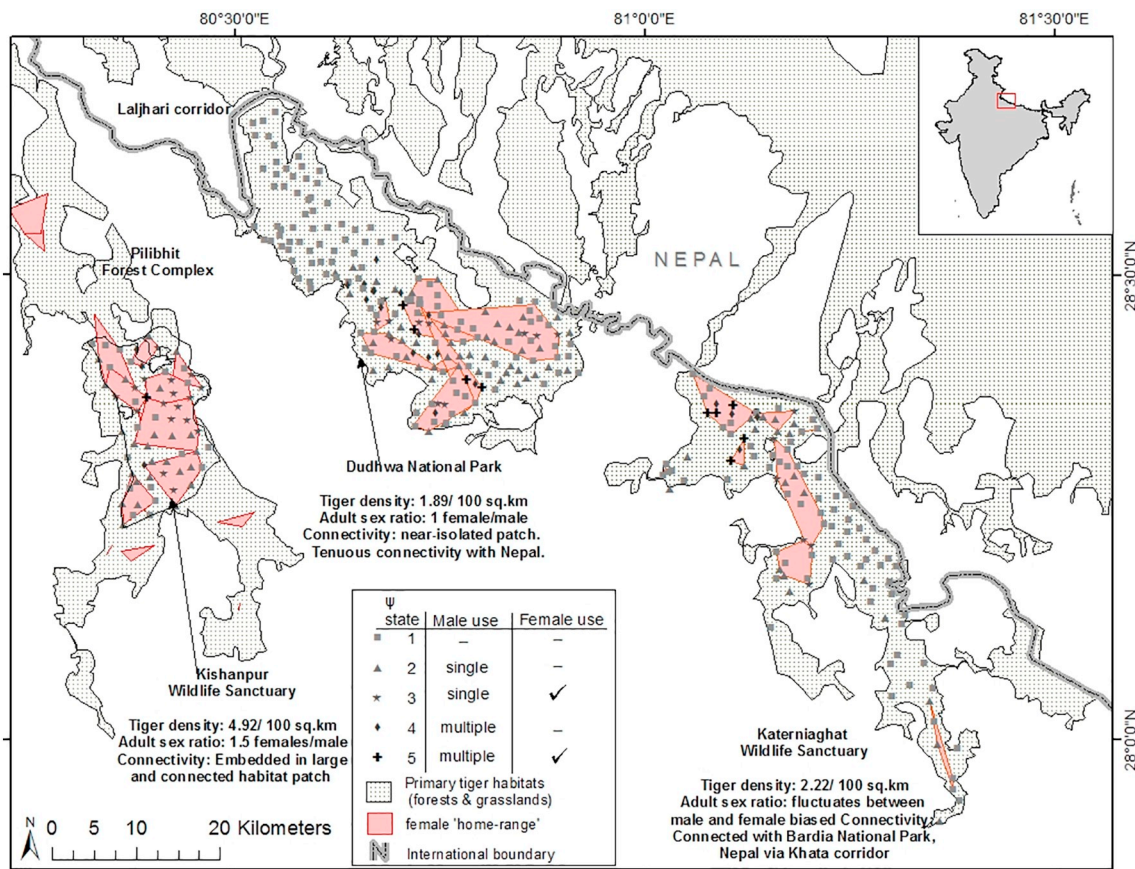 80°30'0"E
81°0'0"E
81°30'0"E
Laljhari corridor
Pilibhit
Forest Complex
NEPAL
28°30'0"N
Dudhwa National Park
Tiger density: 1.89/ 100 sq.km
Adult sex ratio: 1 female/male
Connectivity: near-isolated patch.
Tenuous connectivity with Nepal.
Kishanpur
Wildlife Sanctuary
Tiger density: 4.92/ 100 sq.km
Adult sex ratio: 1.5 females/male
Connectivity: Embedded in large
and connected habitat patch
Katerniaghat
Wildlife Sanctuary
Tiger density: 2.22/ 100 sq.km
Adult sex ratio: fluctuates between
male and female biased Connectivity:
Connected with Bardia National Park,
Nepal via Khata corridor
28°0'0"N
ψ
state Male use Female use
1 – –
2 single –
3 single ✓
4 multiple –
5 multiple ✓
Primary tiger habitats
(forests & grasslands)
female 'home-range'
International boundary
N
0 5 10 20 Kilometers